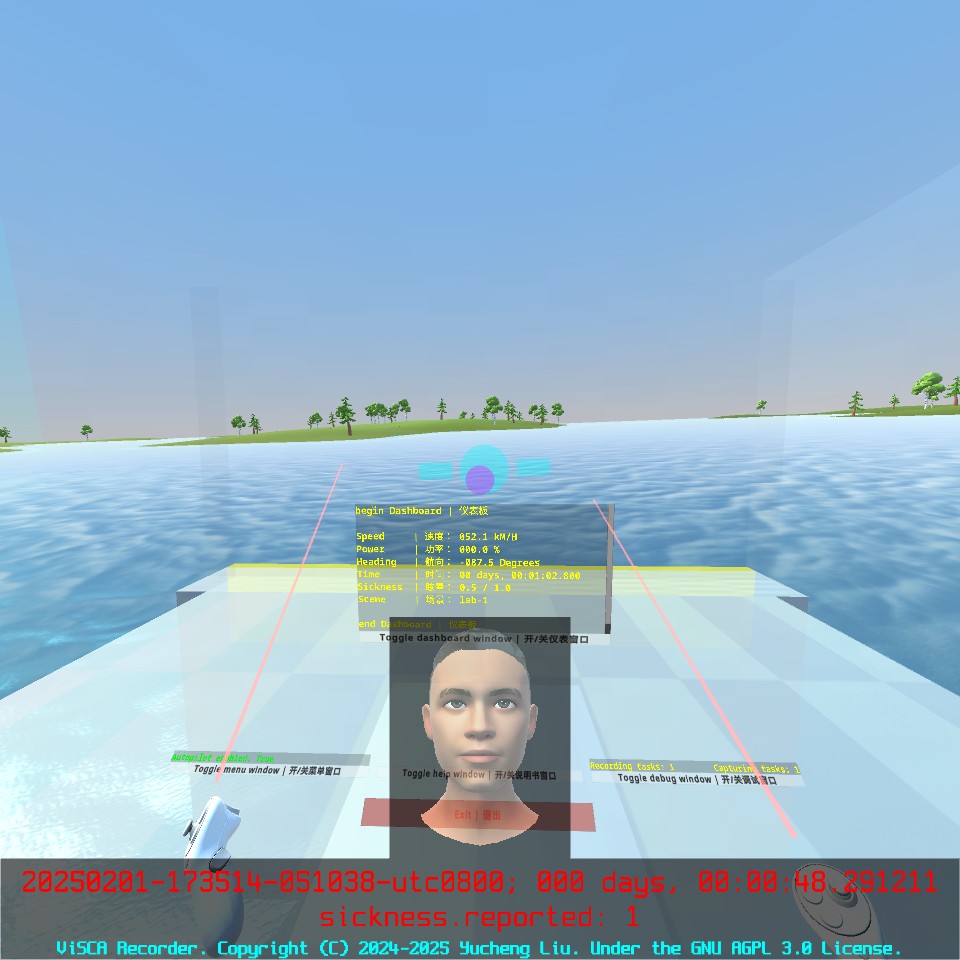 begin Dashboard | 仪表板
Speed | 速度: 052.1 kM/H
Power | 功率: 000.0 %
Heading | 航向: -087.5 Degrees
Time | 时间: 00 days, 00:01:02.800
Sickness | 眩晕: 0.5 / 1.0
Scene | 场景: lab-1
end Dashboard | 仪表板
Toggle dashboard window | 开/关仪表窗口
Autopilot enabled: True
Toggle menu window | 开/关菜单窗口
Toggle help window | 开/关说明书窗口
Recording tasks: 1 Capturing tasks: 1
Toggle debug window | 开/关调试窗口
Exit | 退出
20250201-173514-051038-utc0800; 000 days, 00:00:48.291211
sickness.reported: 1
ViSCA Recorder. Copyright (C) 2024-2025 Yucheng Liu. Under the GNU AGPL 3.0 License.